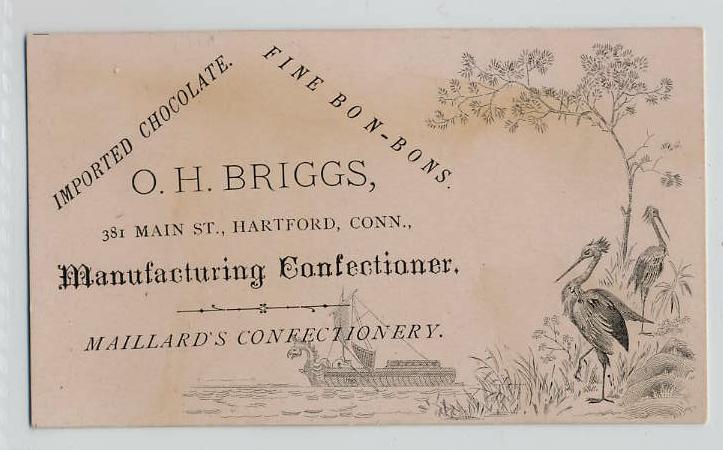 IMPORTED CHOCOLATE.
FINE BON-BONS.
O. H. BRIGGS,
381 MAIN ST., HARTFORD, CONN.,
Manufacturing Confectioner.
MAILLARD'S CONFECTIONERY.